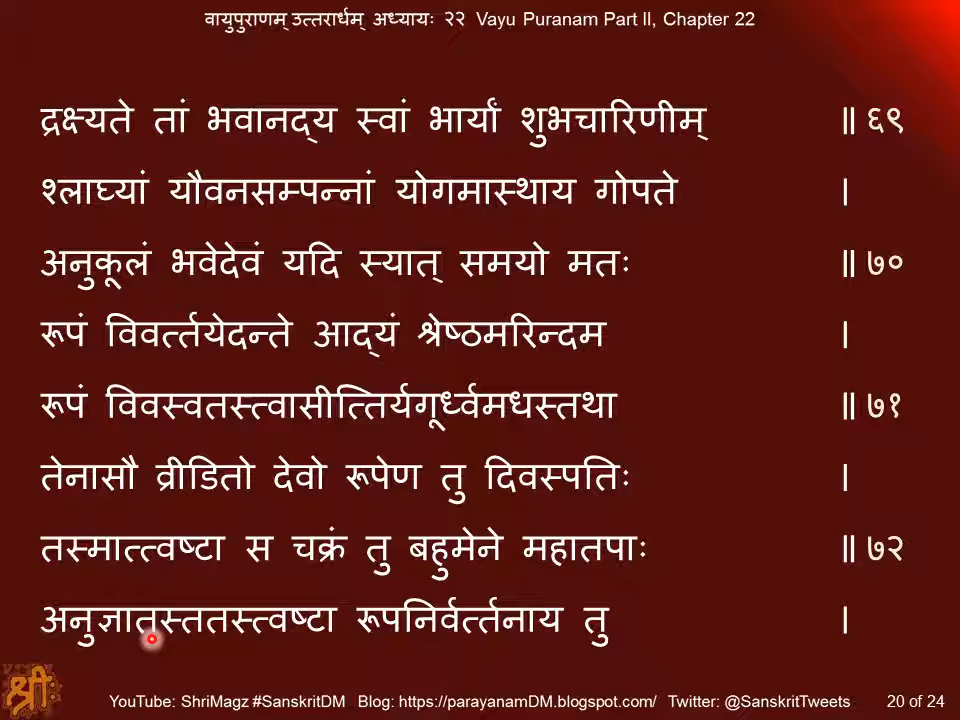 वायुपुराणम् उत्तरार्धम् अध्यायः २२ Vayu Puranam Part II, Chapter 22
द्रक्ष्यते तां भवानद्य स्वां भार्यां शुभचारिणीम् ॥ ६९
श्लाघ्यां यौवनसम्पन्नां योगमास्थाय गोपते ।
अनुकूलं भवेदेवं यदि स्यात् समयो मतः ॥ ७०
रूपं विवर्त्तयेदन्ते आद्यं श्रेष्ठमरिन्दम ।
रूपं विवस्वतस्त्वासीत्तिर्यगूर्ध्वमधस्तथा ॥ ७१
तेनासौ व्रीडितो देवो रूपेण तु दिवस्पतिः ।
तस्मात्त्वष्टा स चक्रं तु बहुमेने महातपाः ॥ ७२
अनुज्ञातस्ततस्त्वष्टा रूपनिर्वर्त्तनाय तु ।
श्रीः
YouTube: ShriMagz #SanskritDM Blog: https://parayanamDM.blogspot.com/ Twitter: @SanskritTweets 20 of 24